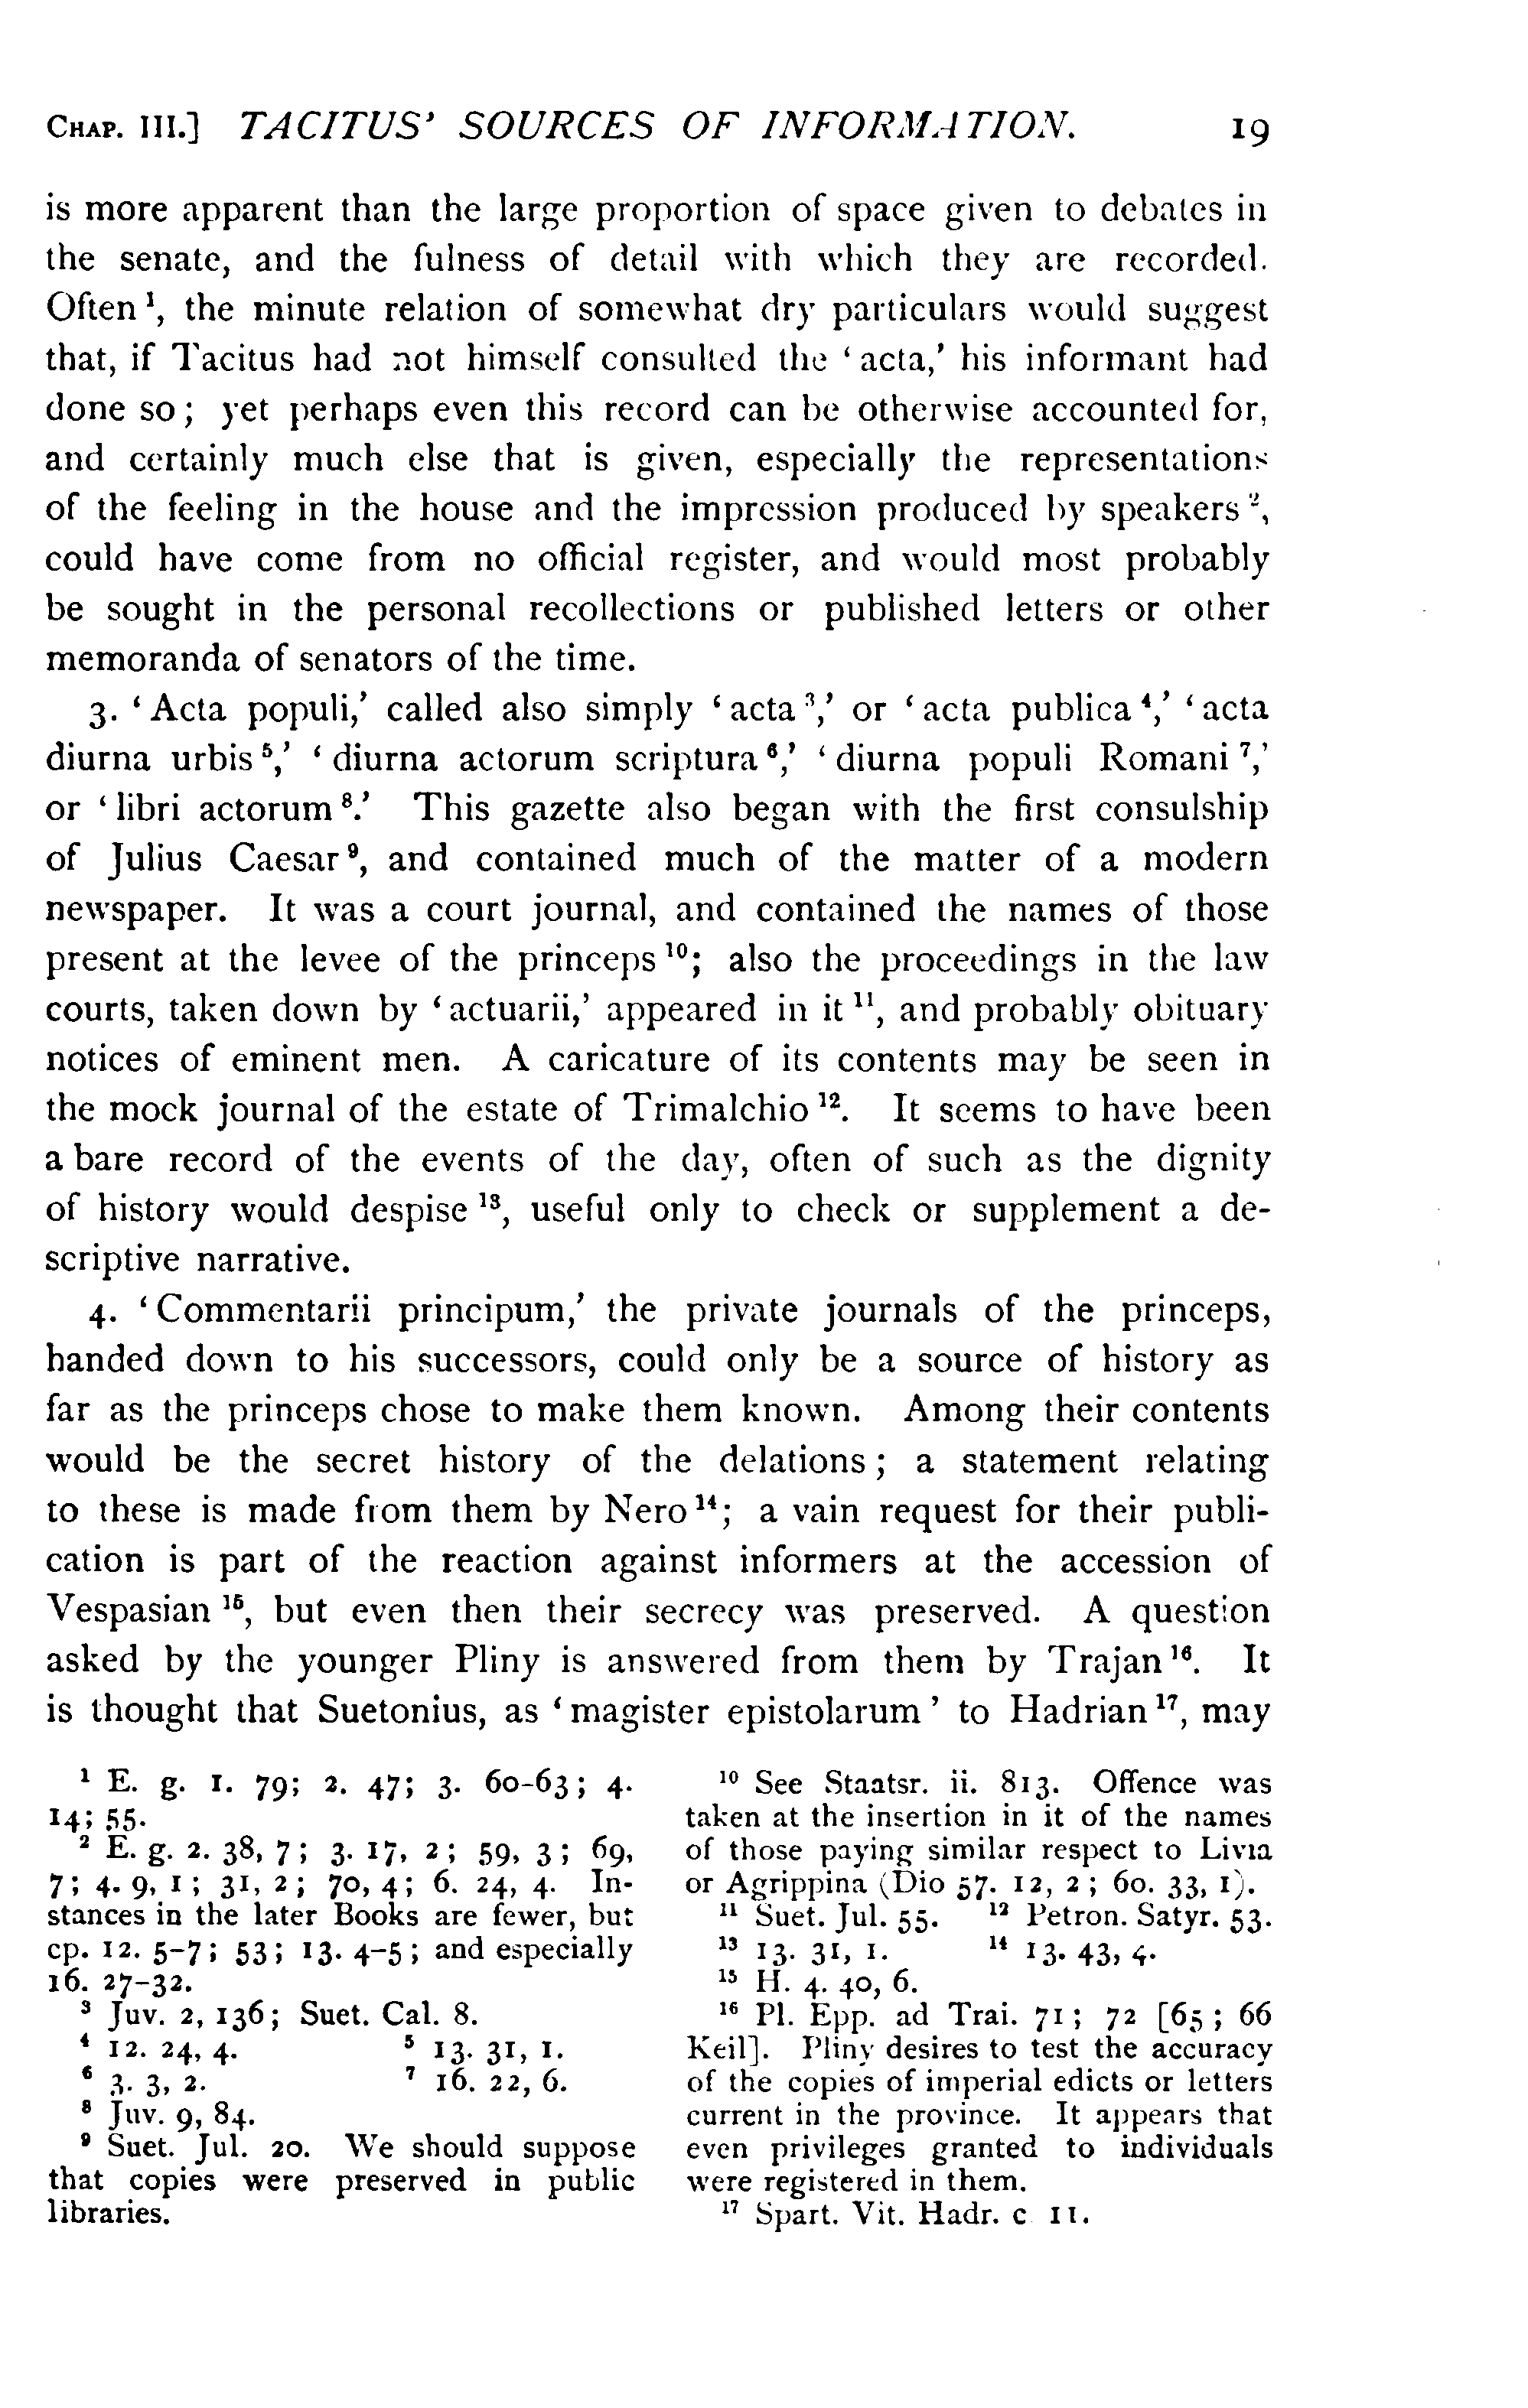 CHAP. III.] TACITUS' SOURCES OF INFORMATION. 19
is more apparent than the large proportion of space given to debates in
the senate, and the fulness of detail with which they are recorded.
Often ¹, the minute relation of somewhat dry particulars would suggest
that, if Tacitus had not himself consulted the ‘ acta,’ his informant had
done so ; yet perhaps even this record can be otherwise accounted for,
and certainly much else that is given, especially the representations
of the feeling in the house and the impression produced by speakers ²,
could have come from no official register, and would most probably
be sought in the personal recollections or published letters or other
memoranda of senators of the time.
3. ‘ Acta populi,’ called also simply ‘ acta ³,’ or ‘ acta publica ⁴,’ ‘ acta
diurna urbis ⁵,’ ‘ diurna actorum scriptura ⁶,’ ‘ diurna populi Romani ⁷,’
or ‘ libri actorum ⁸.’ This gazette also began with the first consulship
of Julius Caesar ⁹, and contained much of the matter of a modern
newspaper. It was a court journal, and contained the names of those
present at the levee of the princeps ¹⁰; also the proceedings in the law
courts, taken down by ‘ actuarii,’ appeared in it ¹¹, and probably obituary
notices of eminent men. A caricature of its contents may be seen in
the mock journal of the estate of Trimalchio ¹². It seems to have been
a bare record of the events of the day, often of such as the dignity
of history would despise ¹³, useful only to check or supplement a de-
scriptive narrative.
4. ‘ Commentarii principum,’ the private journals of the princeps,
handed down to his successors, could only be a source of history as
far as the princeps chose to make them known. Among their contents
would be the secret history of the delations ; a statement relating
to these is made from them by Nero ¹⁴; a vain request for their publi-
cation is part of the reaction against informers at the accession of
Vespasian ¹⁵, but even then their secrecy was preserved. A question
asked by the younger Pliny is answered from them by Trajan ¹⁶. It
is thought that Suetonius, as ‘ magister epistolarum ’ to Hadrian ¹⁷, may
¹ E. g. 1. 79; 2. 47; 3. 60-63; 4.
14; 55.
² E. g. 2. 38, 7; 3. 17, 2; 59, 3; 69,
7; 4. 9, 1; 31, 2; 70, 4; 6. 24, 4. In-
stances in the later Books are fewer, but
cp. 12. 5-7; 53; 13. 4-5; and especially
16. 27-32.
³ Juv. 2, 136; Suet. Cal. 8.
⁴ 12. 24, 4. ⁵ 13. 31, 1.
⁶ 3. 3, 2. ⁷ 16. 22, 6.
⁸ Juv. 9, 84.
⁹ Suet. Jul. 20. We should suppose
that copies were preserved in public
libraries.
¹⁰ See Staatsr. ii. 813. Offence was
taken at the insertion in it of the names
of those paying similar respect to Livia
or Agrippina (Dio 57. 12, 2; 60. 33, 1).
¹¹ Suet. Jul. 55. ¹² Petron. Satyr. 53.
¹³ 13. 31, 1. ¹⁴ 13. 43, 4.
¹⁵ H. 4. 40, 6.
¹⁶ Pl. Epp. ad Trai. 71; 72 [65; 66
Keil]. Pliny desires to test the accuracy
of the copies of imperial edicts or letters
current in the province. It appears that
even privileges granted to individuals
were registered in them.
¹⁷ Spart. Vit. Hadr. c 11.